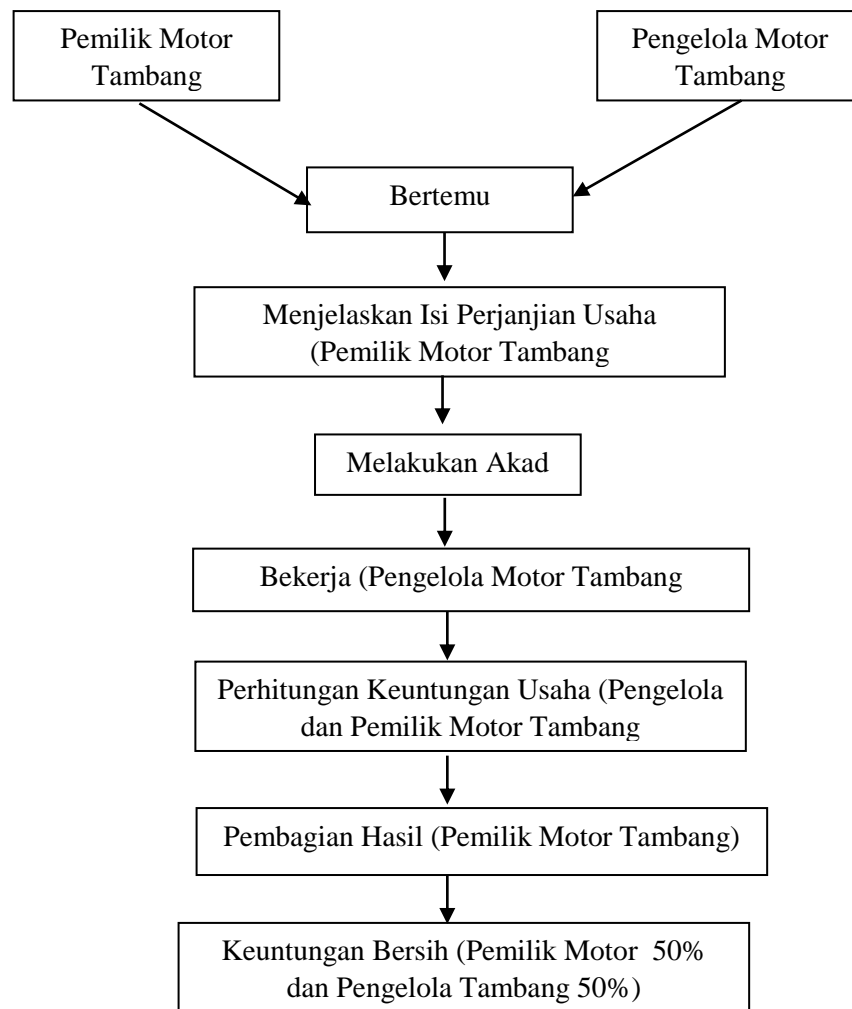 Pemilik Motor
Tambang
Pengelola Motor
Tambang
Bertemu
Menjelaskan Isi Perjanjian Usaha
(Pemilik Motor Tambang
Melakukan Akad
Bekerja (Pengelola Motor Tambang
Perhitungan Keuntungan Usaha (Pengelola
dan Pemilik Motor Tambang
Pembagian Hasil (Pemilik Motor Tambang)
Keuntungan Bersih (Pemilik Motor  50%
dan Pengelola Tambang 50%)